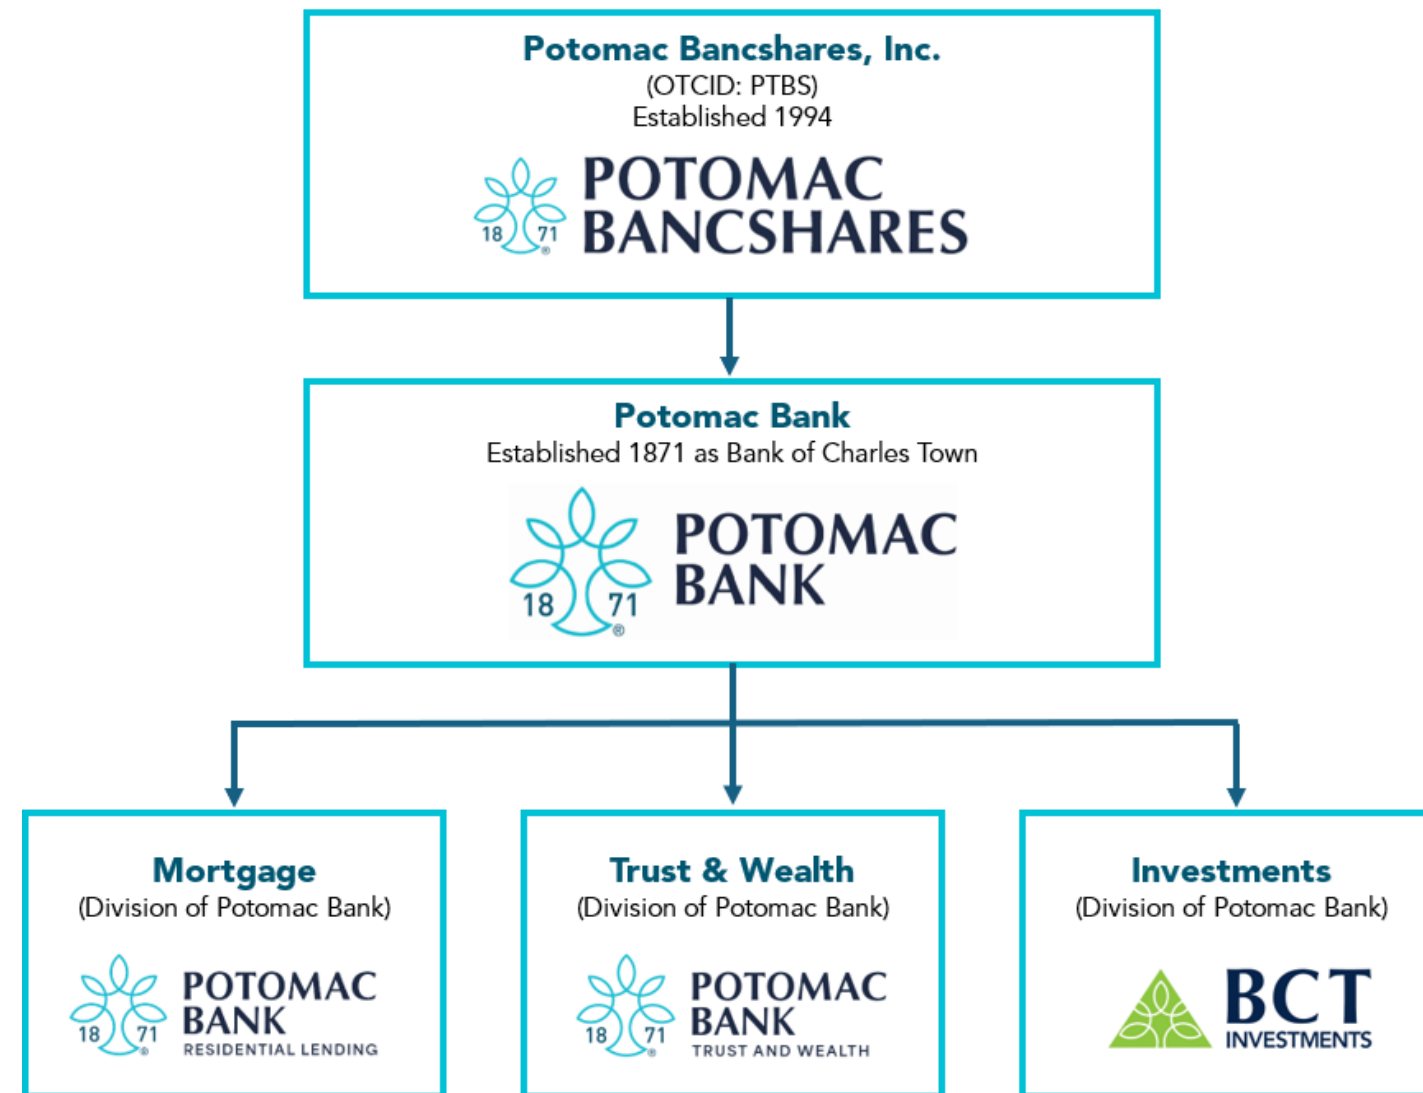 Potomac Bancshares, Inc.
(OTCID: PTBS)
Established 1994
18 71
®
POTOMAC
BANCSHARES
Potomac Bank
Established 1871 as Bank of Charles Town
18 71
®
POTOMAC
BANK
Mortgage
(Division of Potomac Bank)
18 71
®
POTOMAC
BANK
RESIDENTIAL LENDING
Trust & Wealth
(Division of Potomac Bank)
18 71
®
POTOMAC
BANK
TRUST AND WEALTH
Investments
(Division of Potomac Bank)
BCT
INVESTMENTS